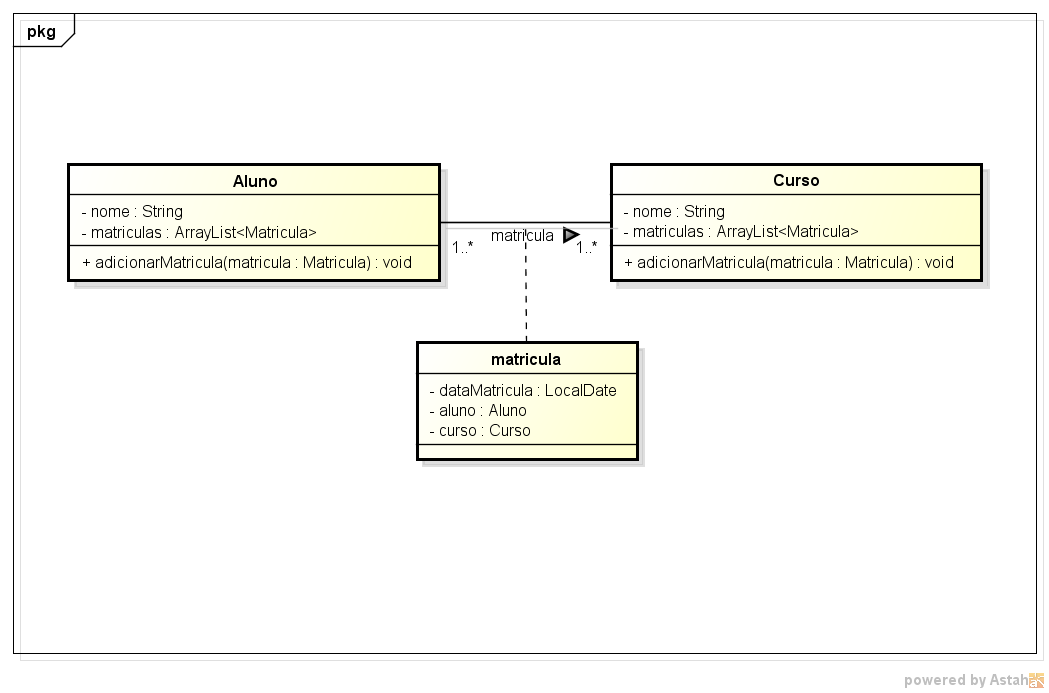 pkg
Aluno
- nome : String
- matriculas : ArrayList<Matricula>
+ adicionarMatricula(matricula : Matricula) : void
1..*
matricula
1..*
Curso
- nome : String
- matriculas : ArrayList<Matricula>
+ adicionarMatricula(matricula : Matricula) : void
matricula
- dataMatricula : LocalDate
- aluno : Aluno
- curso : Curso
powered by Astah